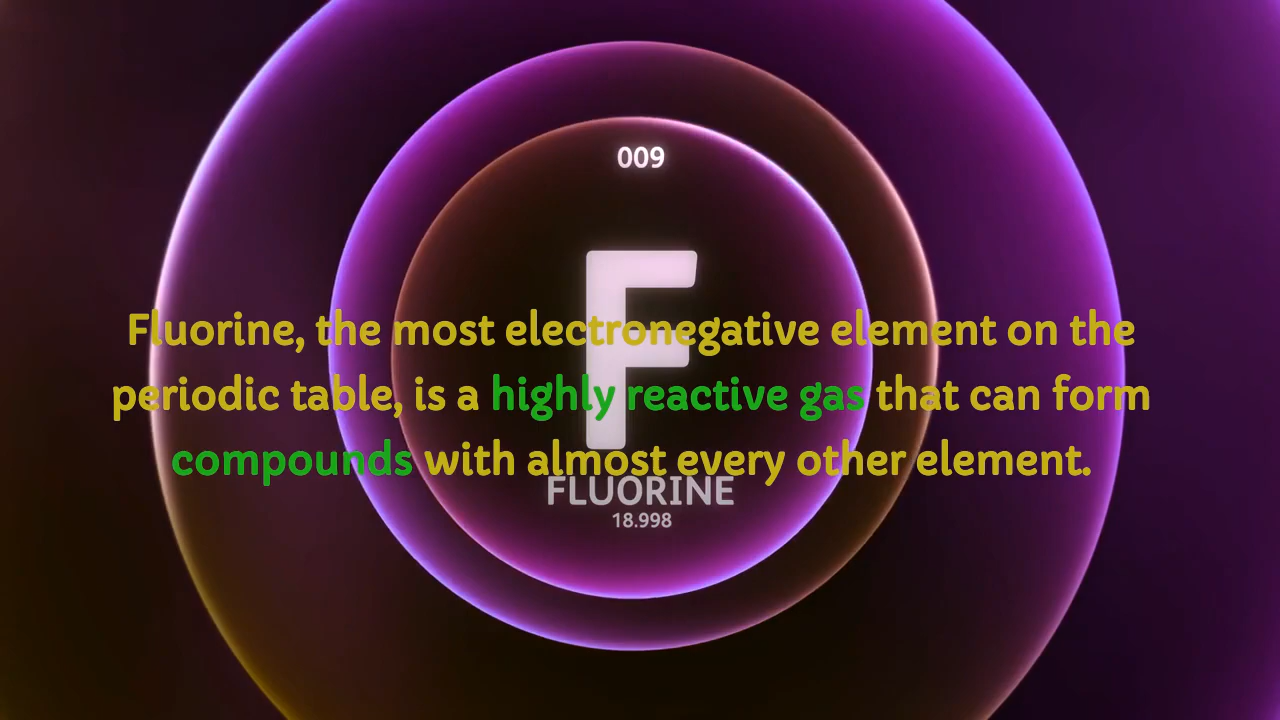 009
F
Fluorine, the most electronegative element on the
periodic table, is a highly reactive gas that can form
compounds with almost every other element.
FLUORINE
18.998